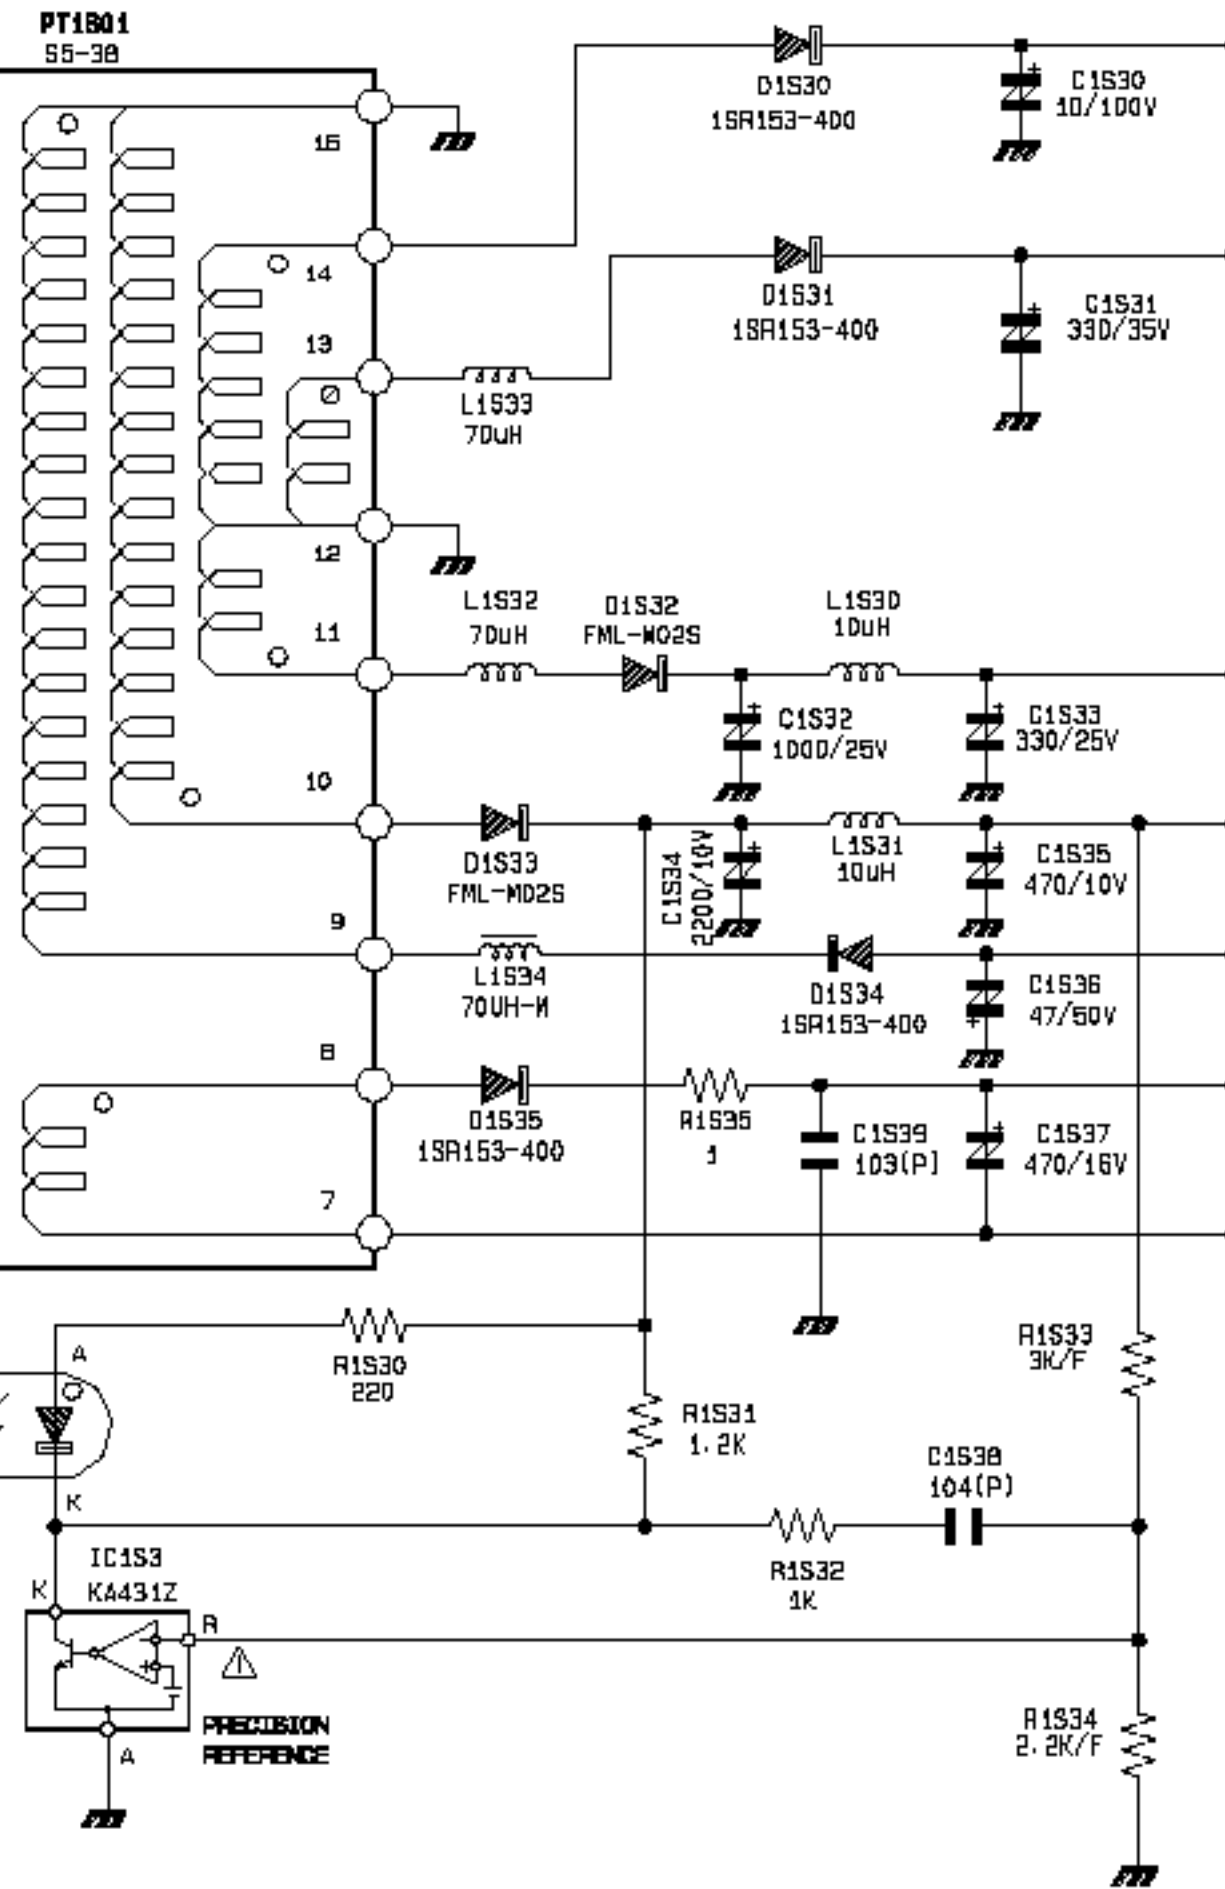 PT1S01
S5-38
D1S30
1SR153-400
C1S30
10/100V
15
14
D1S31
1SR153-400
C1S31
330/35V
13
L1S33
70uH
12
L1S32
70uH
D1S32
FML-M02S
L1S30
10uH
11
C1S32
1000/25V
C1S33
330/25V
10
D1S33
FML-MD2S
C1S34
2200/10V
L1S31
10uH
C1S35
470/10V
9
L1S34
70UH-M
D1S34
1SR153-400
C1S36
47/50V
8
D1S35
1SR153-400
R1S35
1
C1S39
103(P)
C1S37
470/16V
7
A
R1S30
220
R1S33
3K/F
R1S31
1.2K
C1S38
104(P)
K
IC1S3
KA431Z
R1S32
1K
K
R
PRECISION
REFERENCE
A
R1S34
2.2K/F